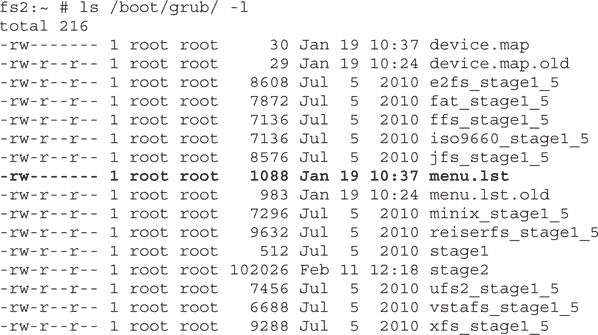 fs2:~ # ls /boot/grub/ -l
total 216
-rw------- 1 root root     30 Jan 19 10:37 device.map
-rw-r--r-- 1 root root     29 Jan 19 10:24 device.map.old
-rw-r--r-- 1 root root   8608 Jul  5  2010 e2fs_stage1_5
-rw-r--r-- 1 root root   7872 Jul  5  2010 fat_stage1_5
-rw-r--r-- 1 root root   7136 Jul  5  2010 ffs_stage1_5
-rw-r--r-- 1 root root   7136 Jul  5  2010 iso9660_stage1_5
-rw-r--r-- 1 root root   8576 Jul  5  2010 jfs_stage1_5
-rw------- 1 root root   1088 Jan 19 10:37 menu.lst
-rw-r--r-- 1 root root    983 Jan 19 10:24 menu.lst.old
-rw-r--r-- 1 root root   7296 Jul  5  2010 minix_stage1_5
-rw-r--r-- 1 root root   9632 Jul  5  2010 reiserfs_stage1_5
-rw-r--r-- 1 root root    512 Jul  5  2010 stage1
-rw-r--r-- 1 root root 102026 Feb 11 12:18 stage2
-rw-r--r-- 1 root root   7456 Jul  5  2010 ufs2_stage1_5
-rw-r--r-- 1 root root   6688 Jul  5  2010 vstafs_stage1_5
-rw-r--r-- 1 root root   9288 Jul  5  2010 xfs_stage1_5